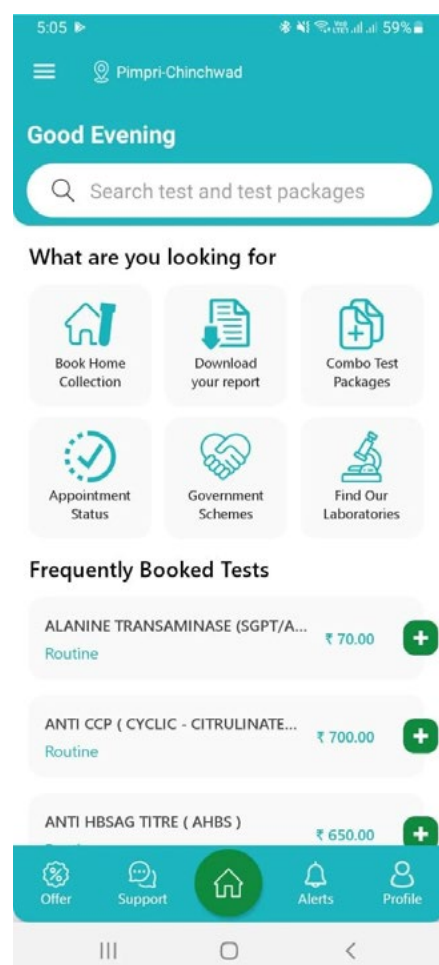 5:05
59%
Pimpri-Chinchwad
Good Evening
Search test and test packages
What are you looking for
Book Home
Collection
Download
your report
Combo Test
Packages
Appointment
Status
Government
Schemes
Find Our
Laboratories
Frequently Booked Tests
ALANINE TRANSAMINASE (SGPT/A...
₹ 70.00
Routine
ANTI CCP ( CYCLIC - CITRULINATE...
₹ 700.00
Routine
ANTI HBSAG TITRE ( AHBS )
₹ 650.00
Offer
Support
Alerts
Profile